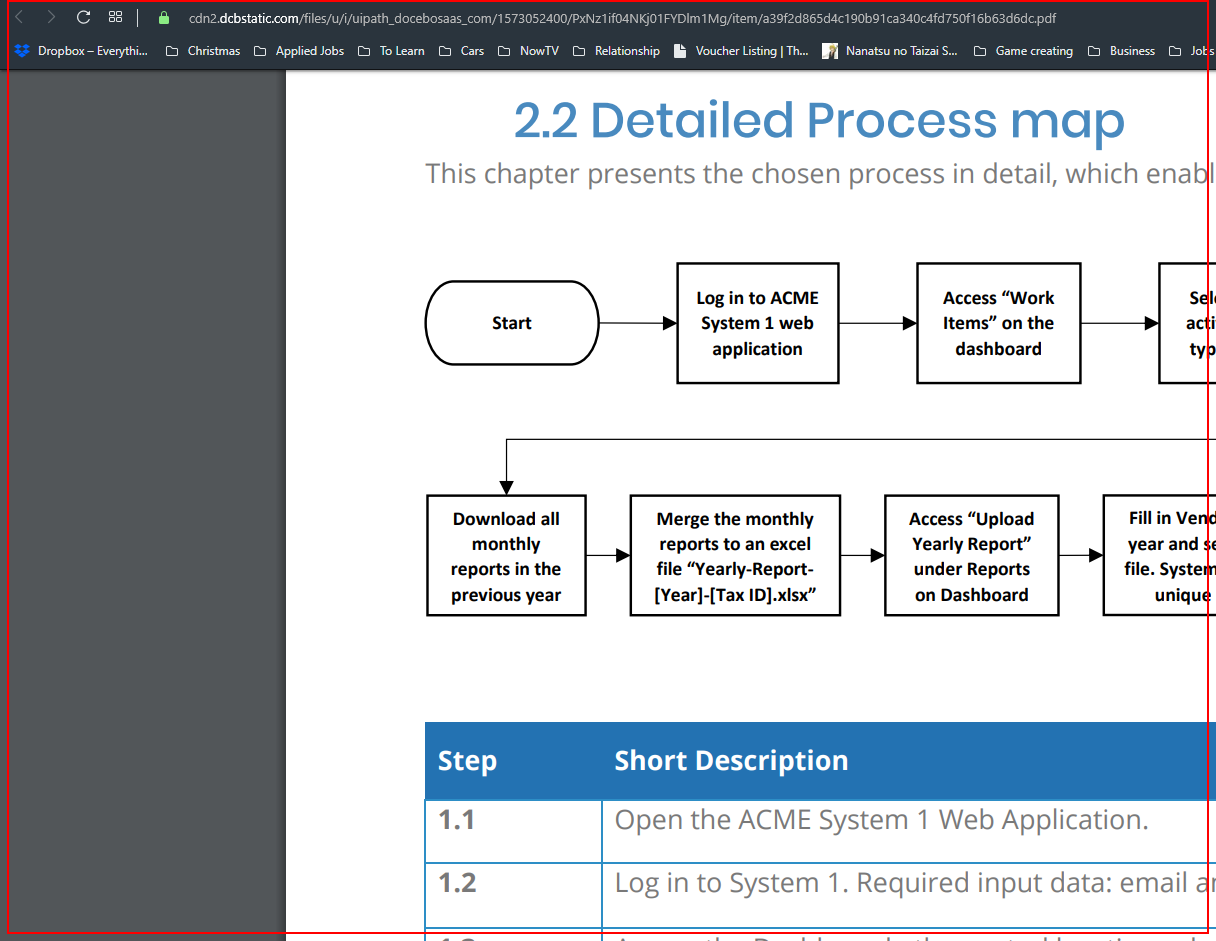 cdn2.dcbstatic.com/files/u/i/uipath_docebosaas_com/1573052400/PxNz1if04NKj01FYDlm1Mg/item/a39f2d865d4c190b91ca340c4fd750f16b63d6dc.pdf
Dropbox – Everythi... Christmas Applied Jobs To Learn Cars NowTV Relationship Voucher Listing | Th... Nanatsu no Taizai S... Game creating Business Jobs
2.2 Detailed Process map
This chapter presents the chosen process in detail, which enabl
Start
Log in to ACME
System 1 web
application
Access “Work
Items” on the
dashboard
Sele
acti
typ
Download all
monthly
reports in the
previous year
Merge the monthly
reports to an excel
file “Yearly-Report-
[Year]-[Tax ID].xlsx”
Access “Upload
Yearly Report”
under Reports
on Dashboard
Fill in Vend
year and se
file. System
unique
Step Short Description
1.1 Open the ACME System 1 Web Application.
1.2 Log in to System 1. Required input data: email an